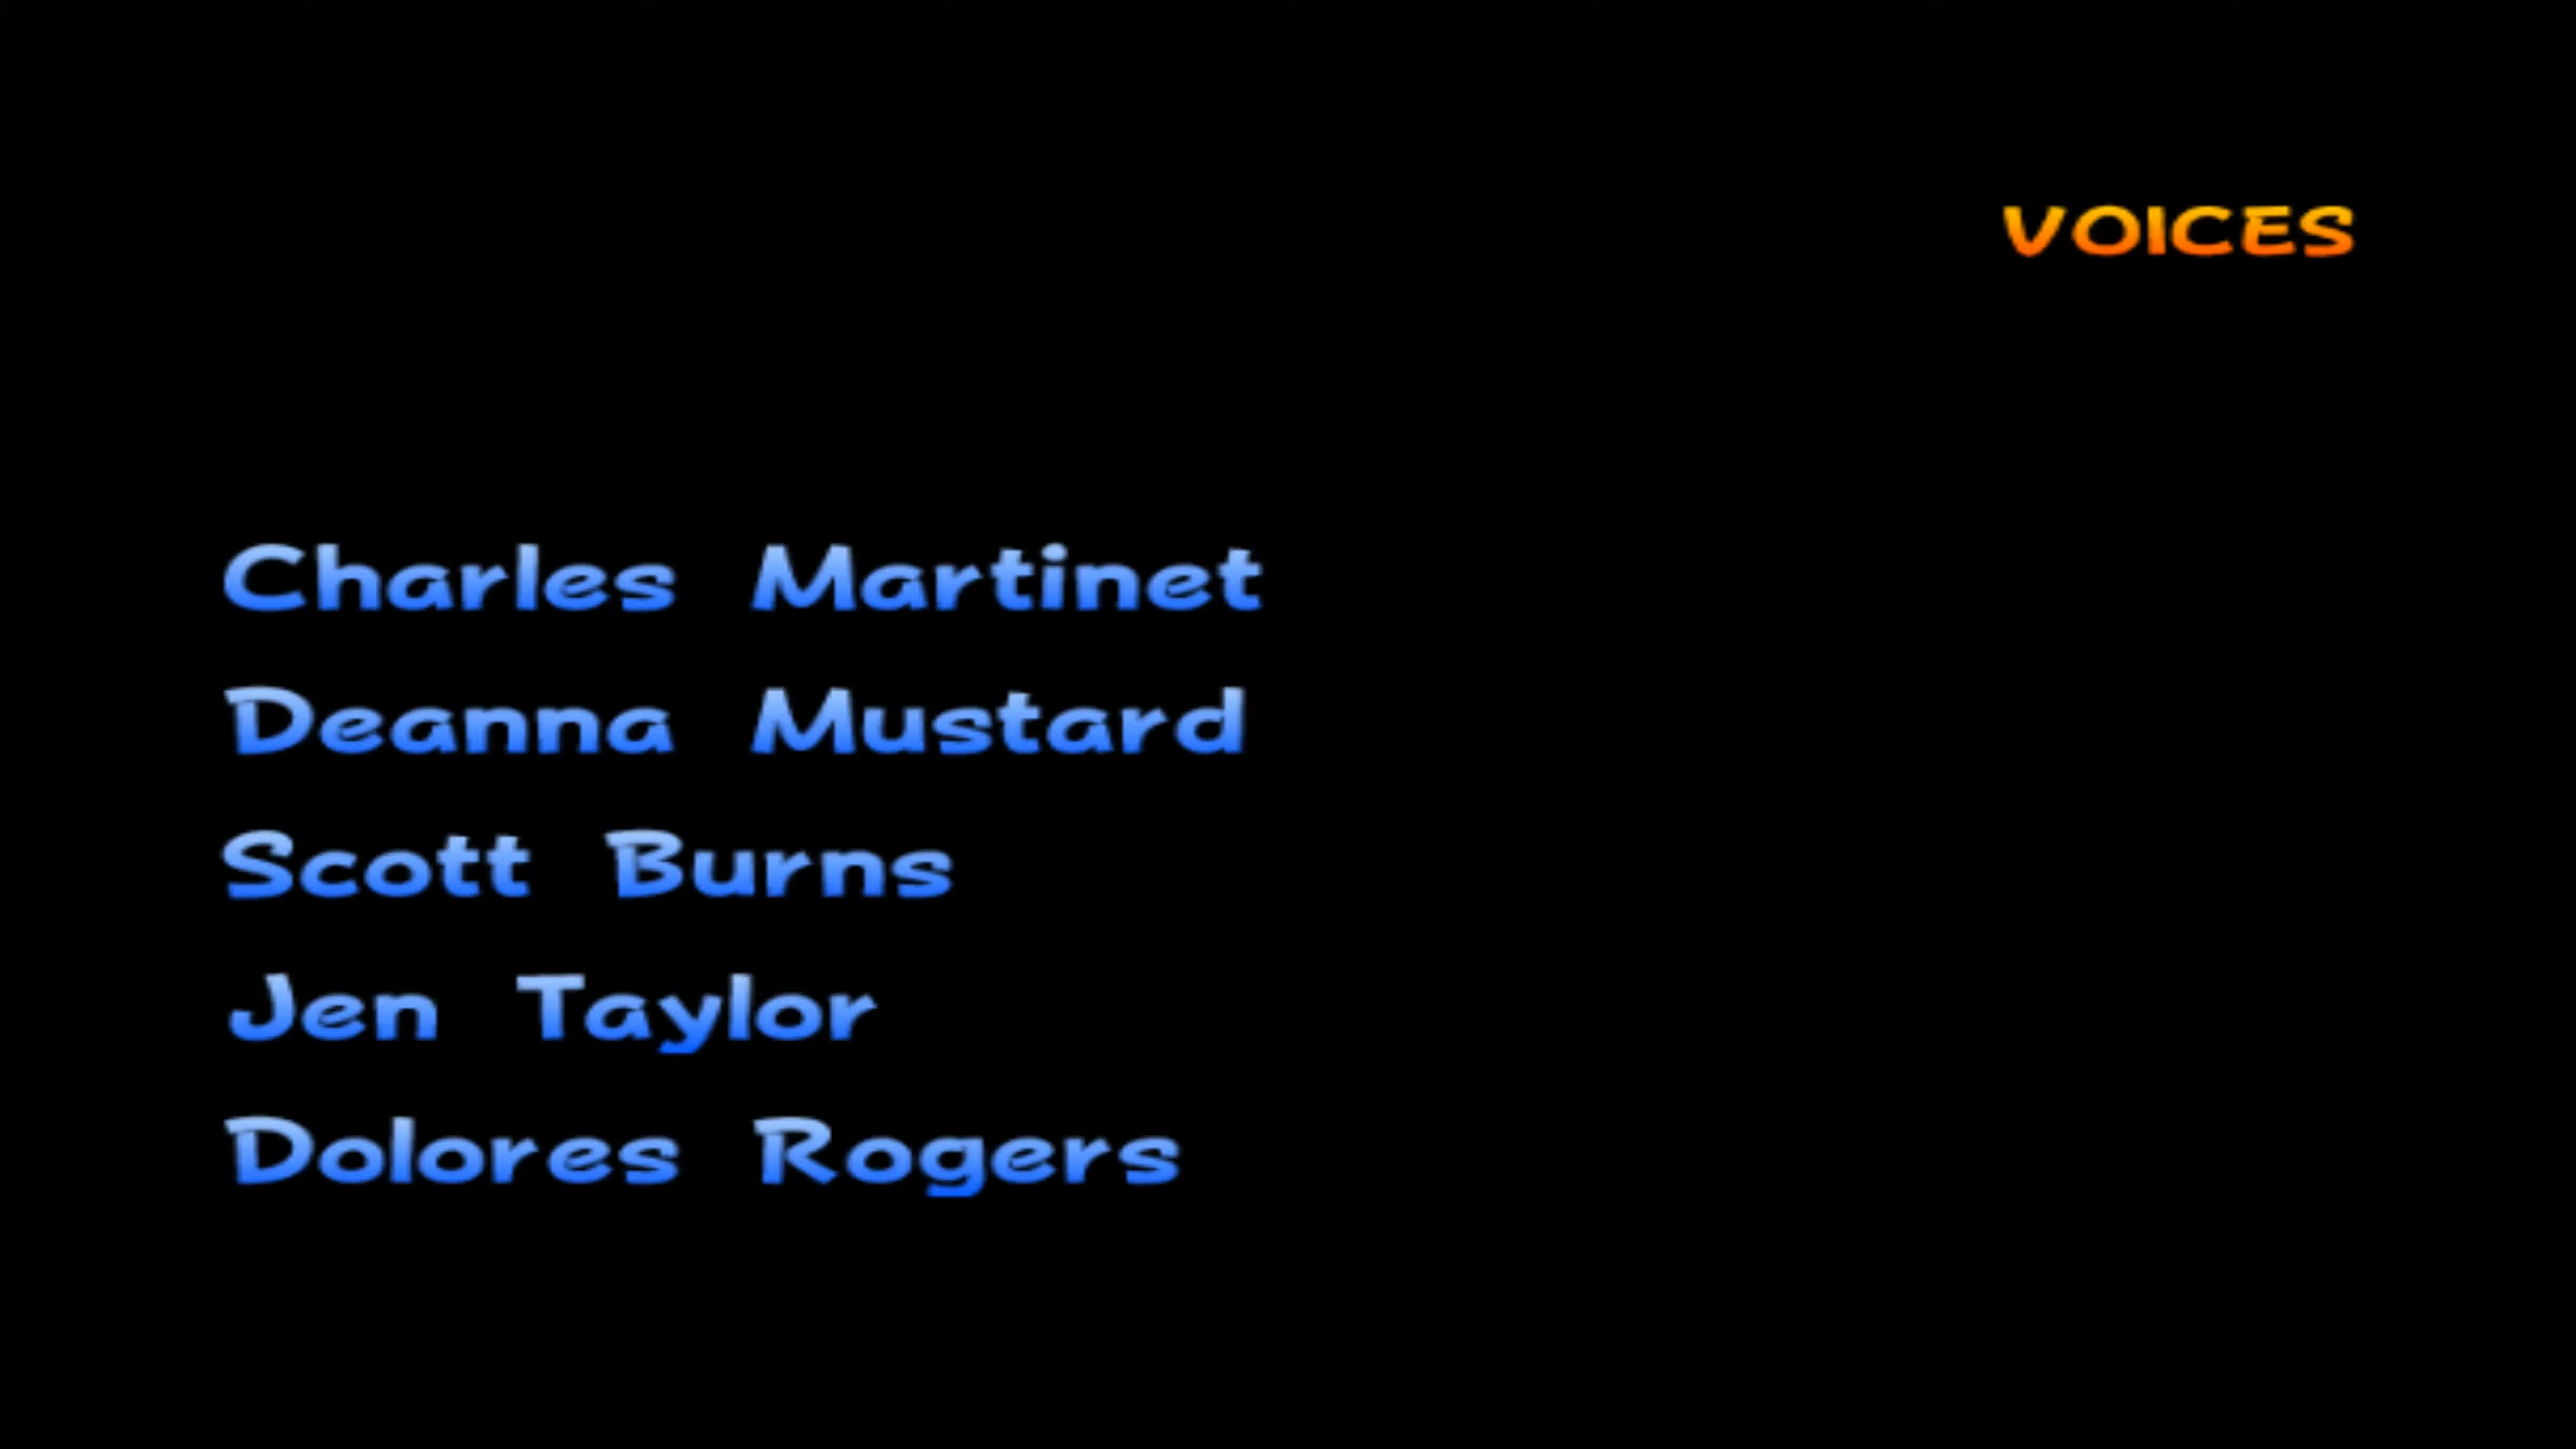 VOICES
Charles Martinet
Deanna Mustard
Scott Burns
Jen Taylor
Dolores Rogers